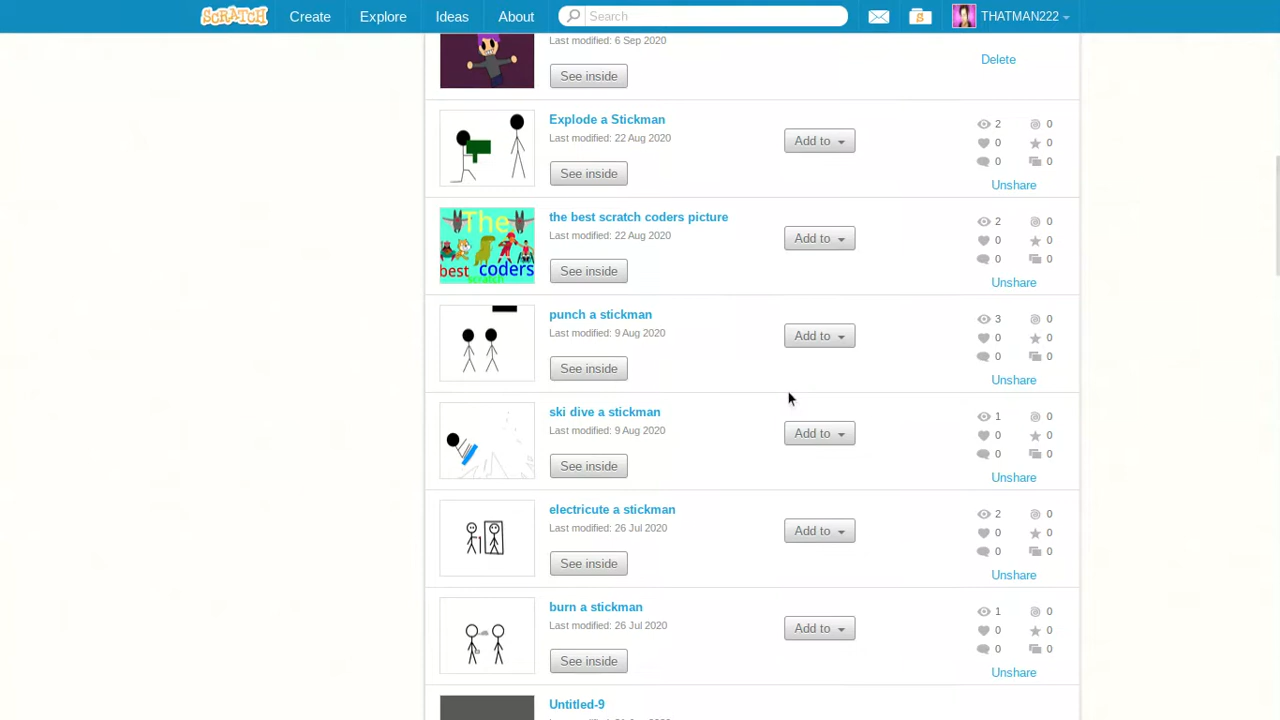 SCRATCH Create Explore Ideas About Search THATMAN222
Last modified: 6 Sep 2020
See inside
Delete
Explode a Stickman
Last modified: 22 Aug 2020
See inside
Add to
2 0
0 0
0 0
Unshare
The
best coders
the best scratch coders picture
Last modified: 22 Aug 2020
See inside
Add to
2 0
0 0
0 0
Unshare
punch a stickman
Last modified: 9 Aug 2020
See inside
Add to
3 0
0 0
0 0
Unshare
ski dive a stickman
Last modified: 9 Aug 2020
See inside
Add to
1 0
0 0
0 0
Unshare
electricute a stickman
Last modified: 26 Jul 2020
See inside
Add to
2 0
0 0
0 0
Unshare
burn a stickman
Last modified: 26 Jul 2020
See inside
Add to
1 0
0 0
0 0
Unshare
Untitled-9